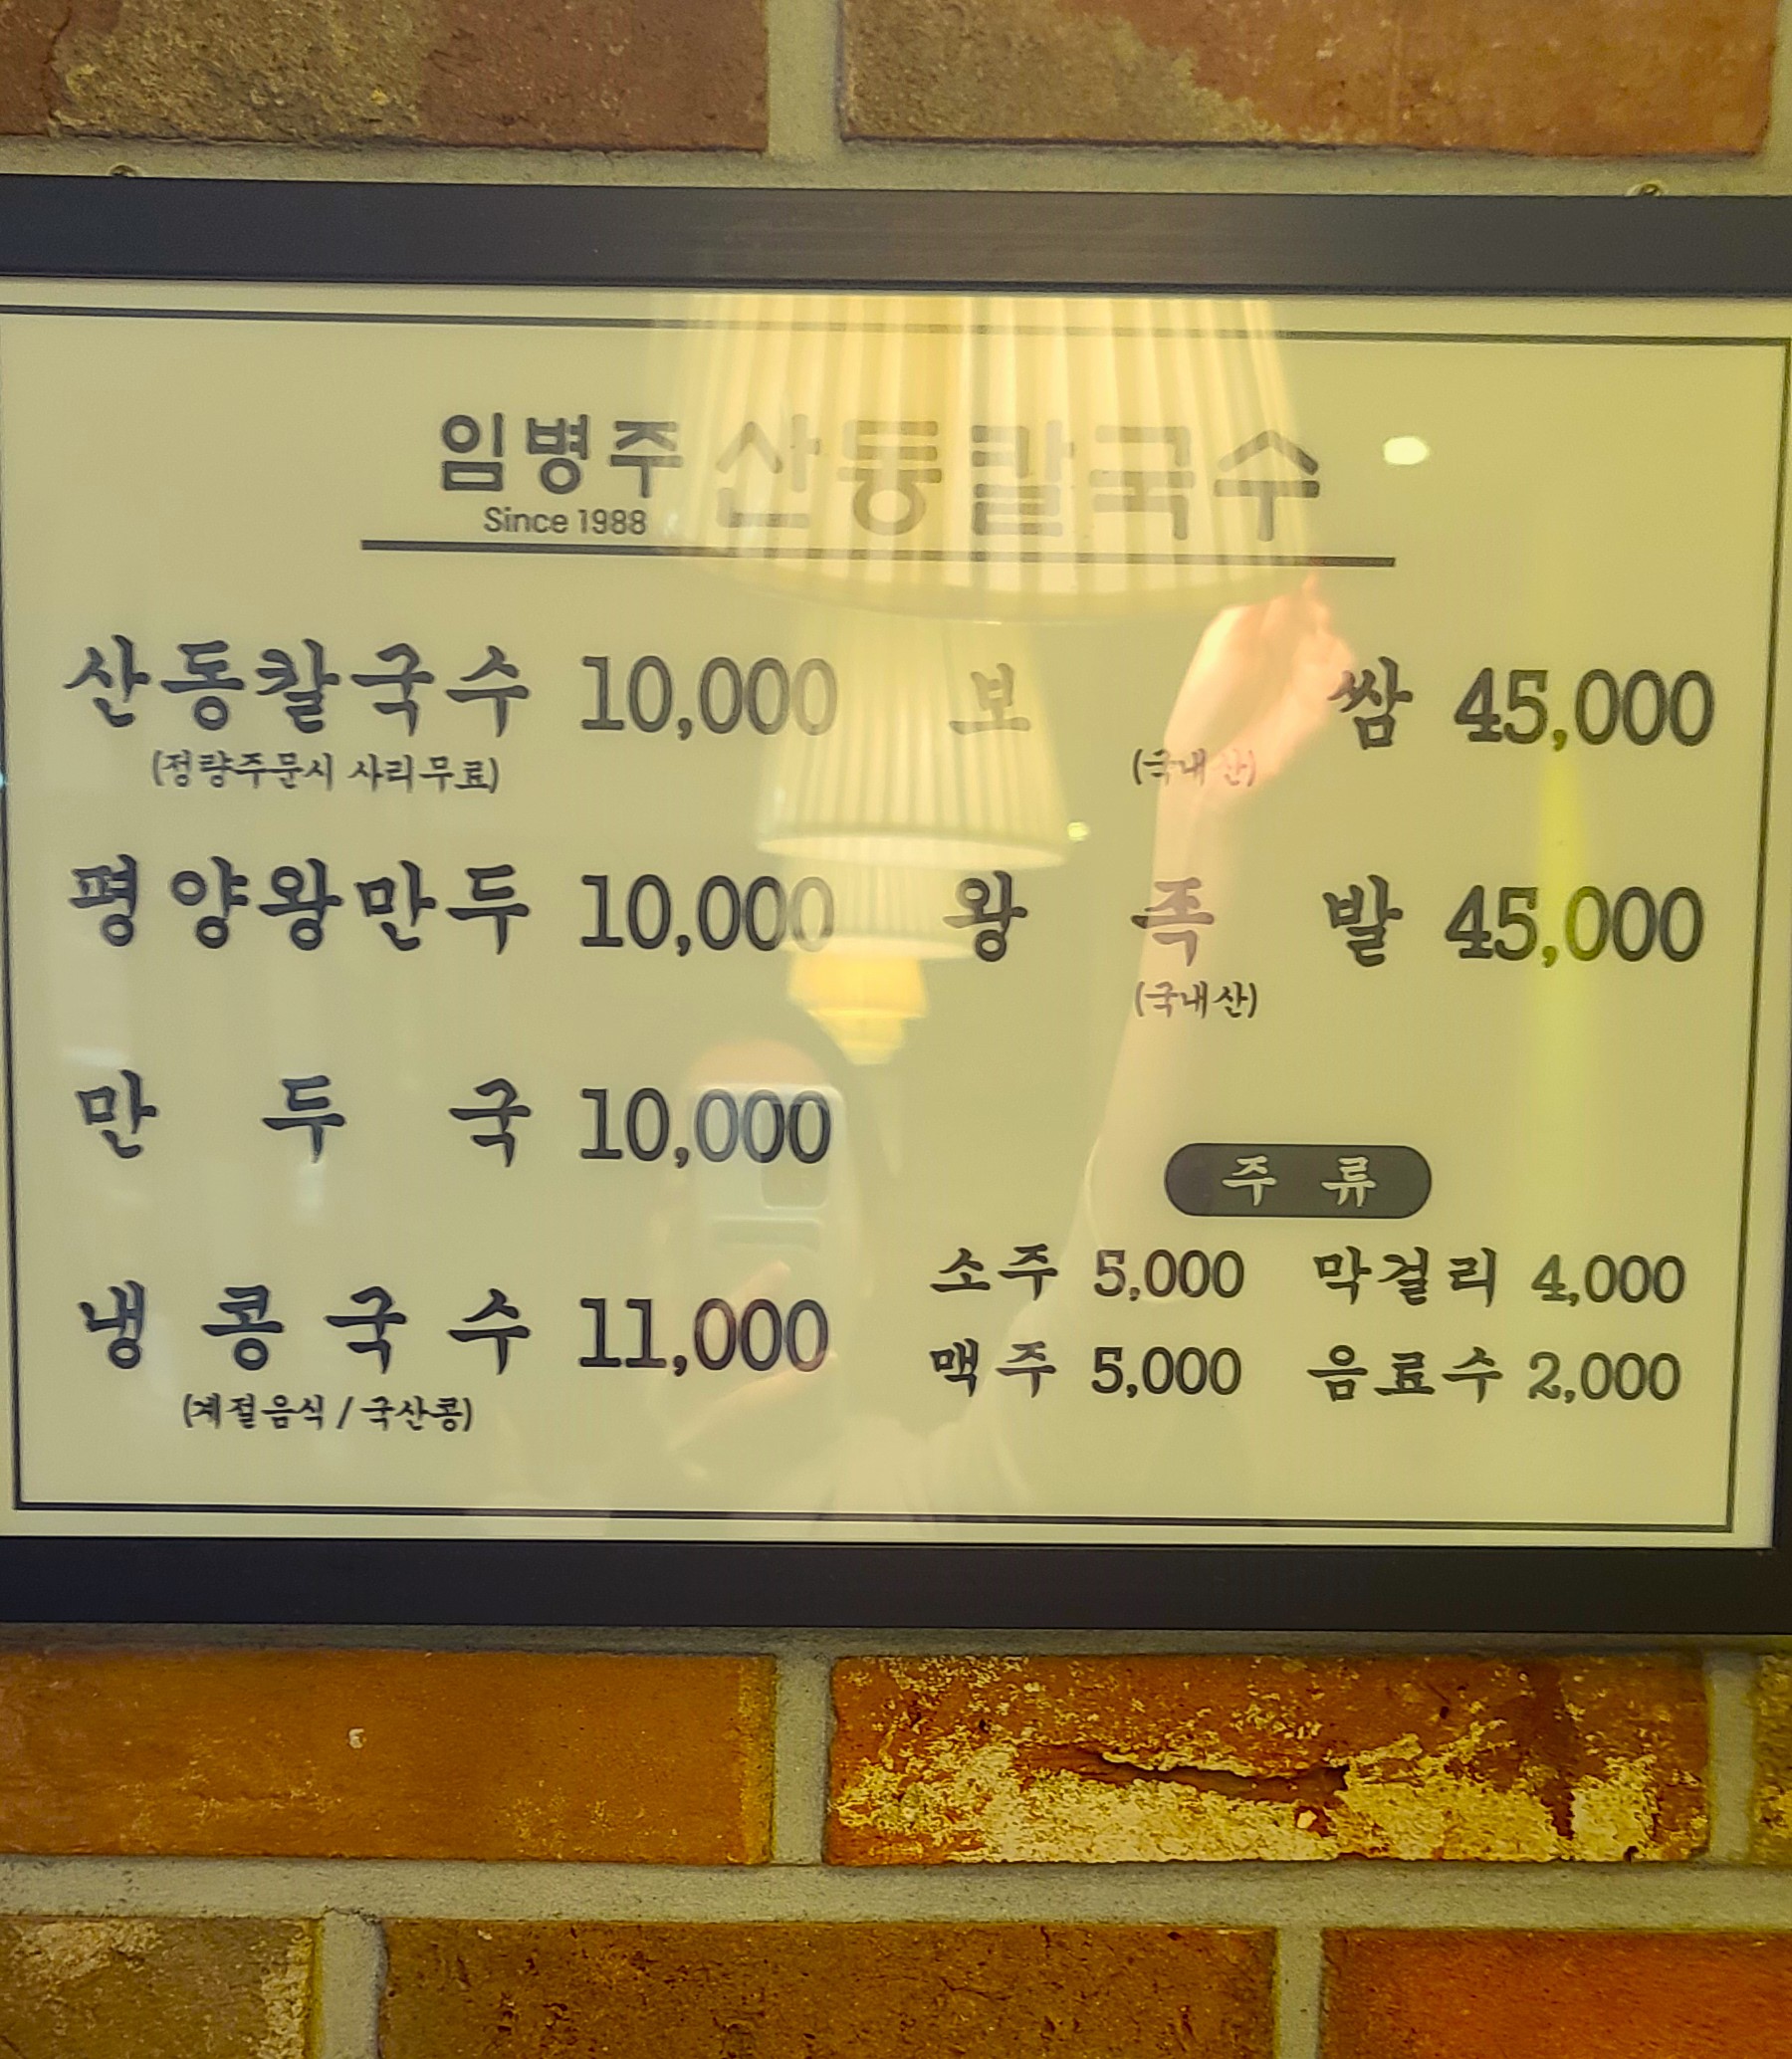 임병주 산동칼국수
Since 1988
산동칼국수 10,000
(정량주문시 사리무료)
평양왕만두 10,000
만두국 10,000
냉콩국수 11,000
(계절음식 / 국산콩)
보쌈 45,000
(국내산)
왕족발 45,000
(국내산)
주류
소주 5,000 막걸리 4,000
맥주 5,000 음료수 2,000